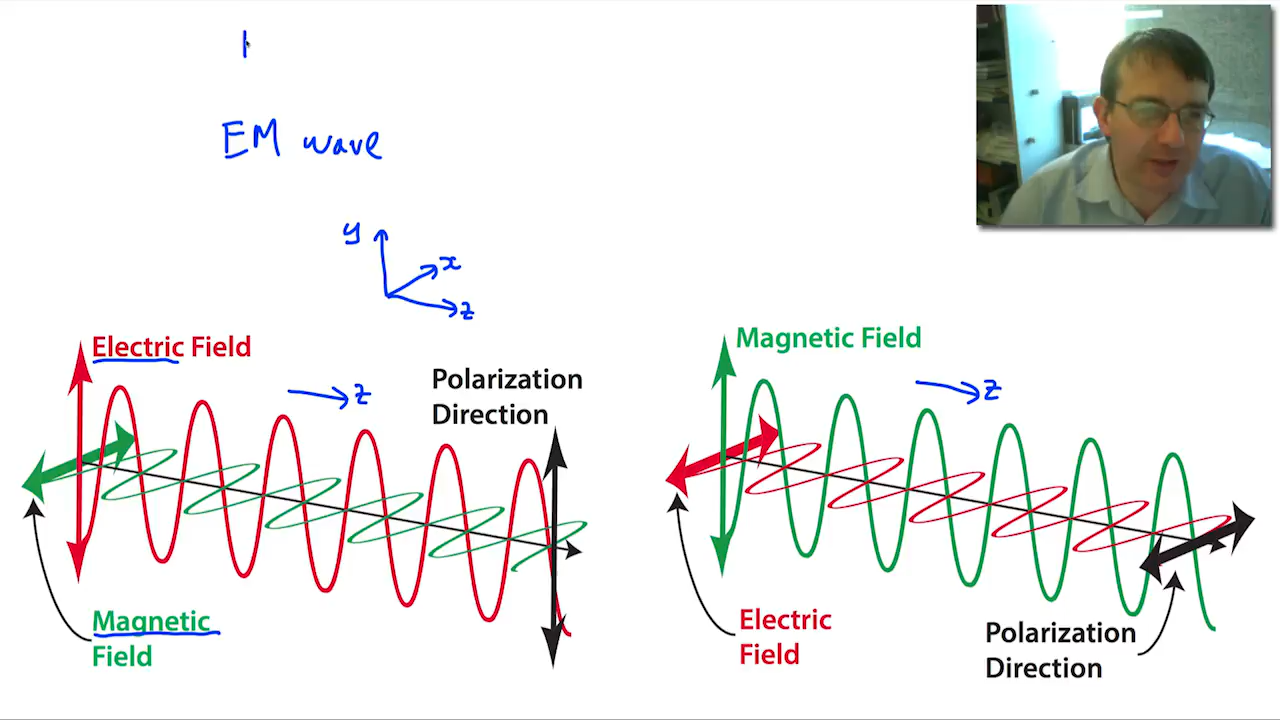 EM wave
y
x
z
Electric Field
z
Polarization
Direction
Magnetic
Field
Magnetic Field
z
Electric
Field
Polarization
Direction